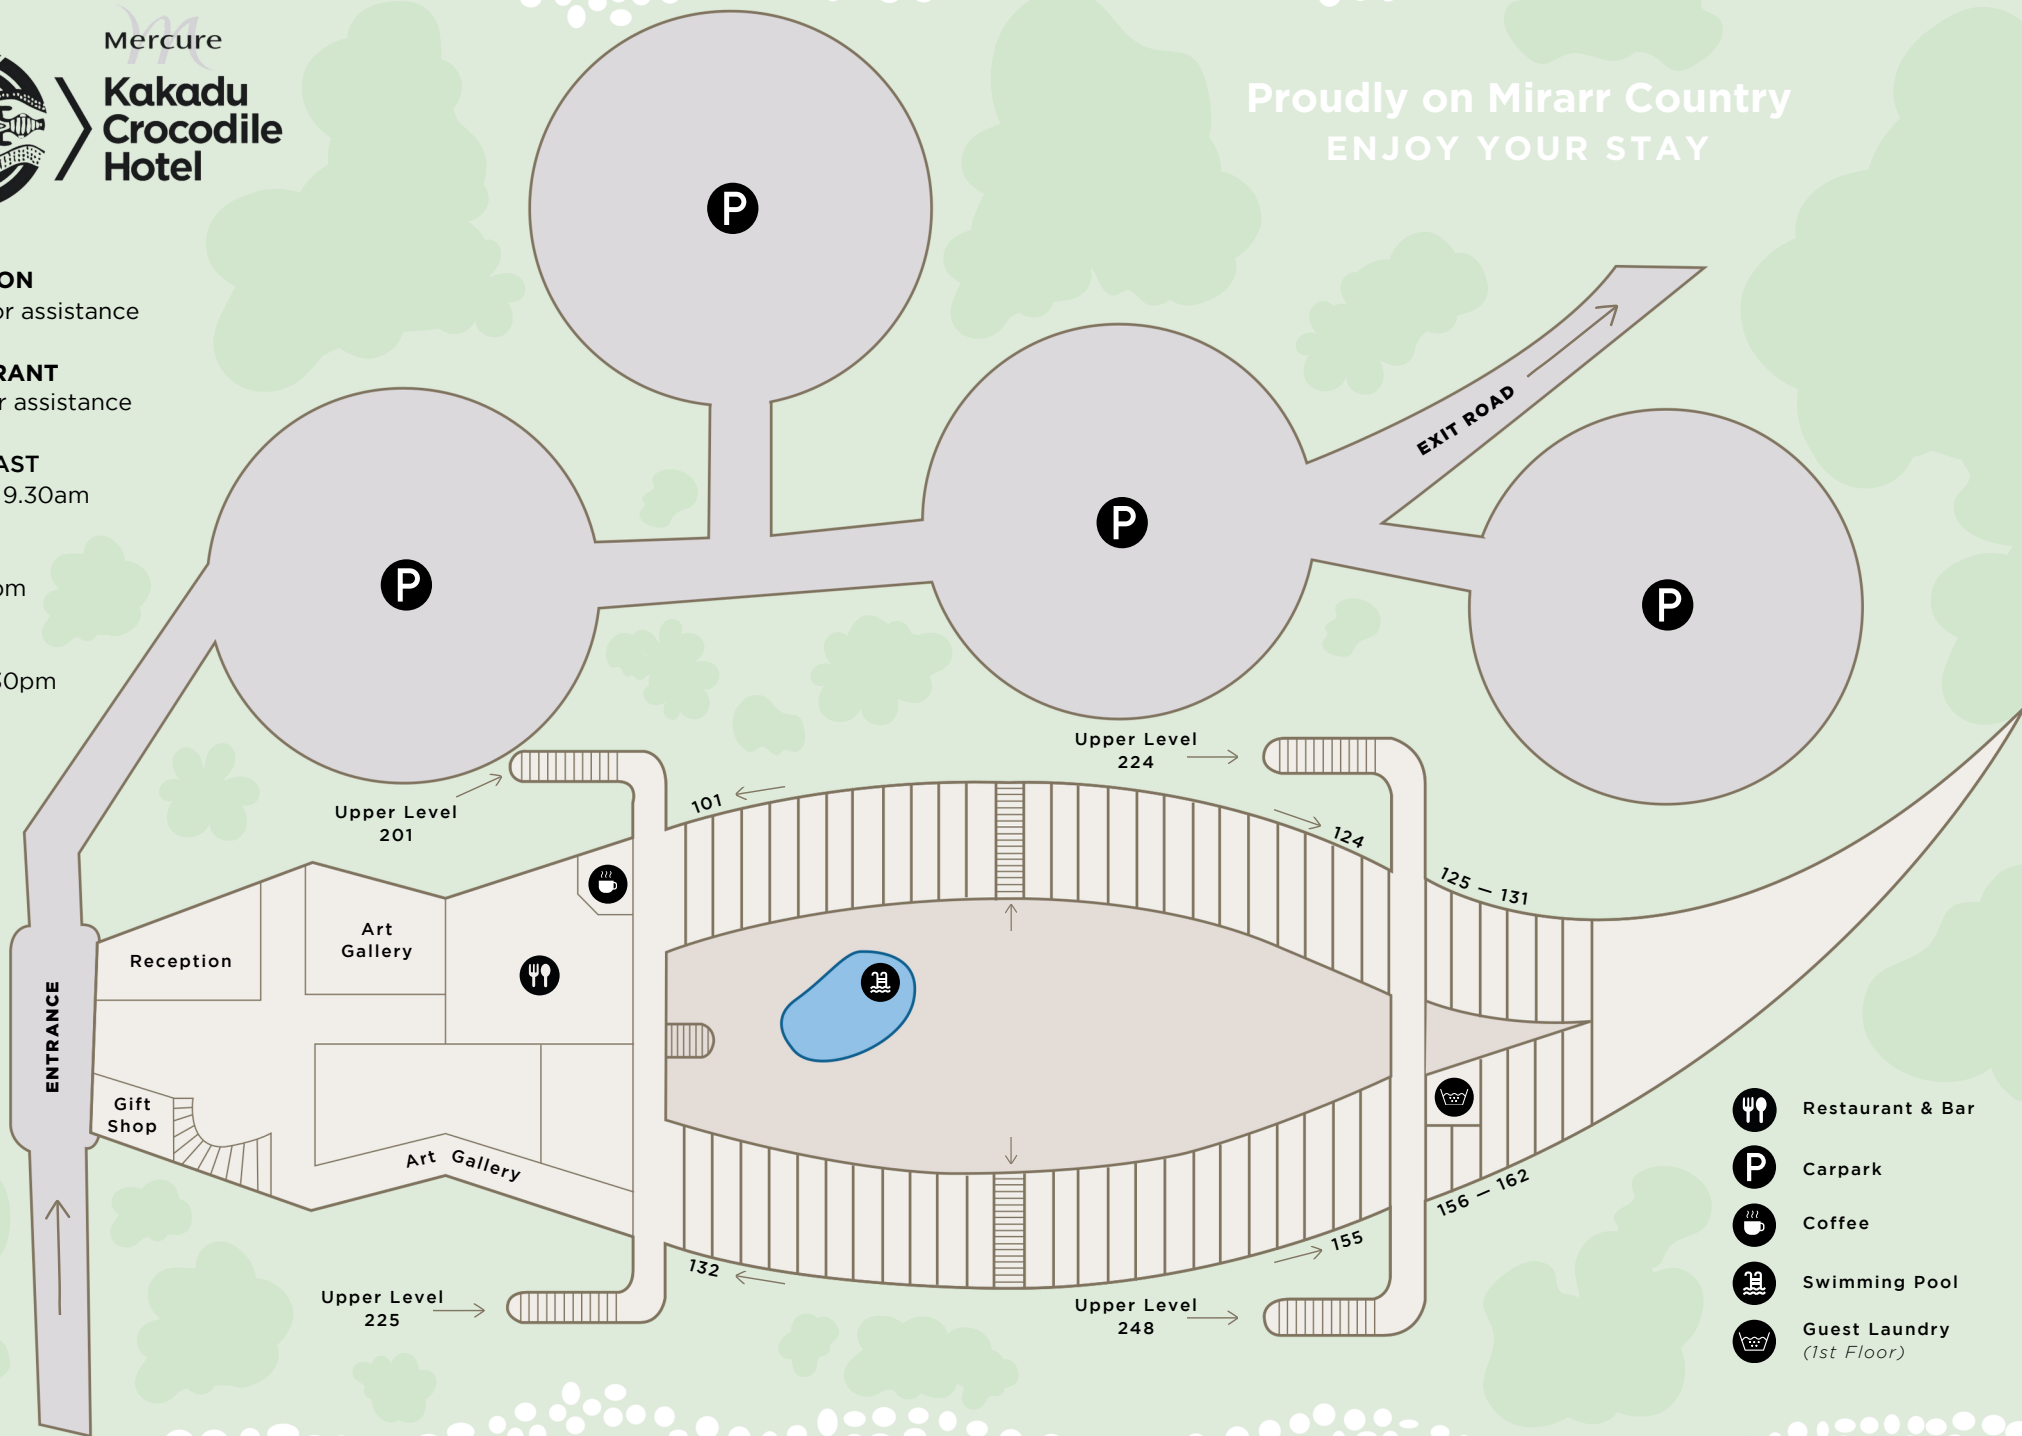 Mercure
Kakadu
Crocodile
Hotel
Proudly on Mirarr Country
ENJOY YOUR STAY
ON
or assistance
RANT
r assistance
AST
9.30am
pm
30pm
P
P
P
P
EXIT ROAD
Upper Level
201
Upper Level
224
101
124
125 – 131
Reception
Art
Gallery
ENTRANCE
Gift
Shop
Art Gallery
132
155
156 – 162
Upper Level
225
Upper Level
248
Restaurant & Bar
P
Carpark
Coffee
Swimming Pool
Guest Laundry
(1st Floor)